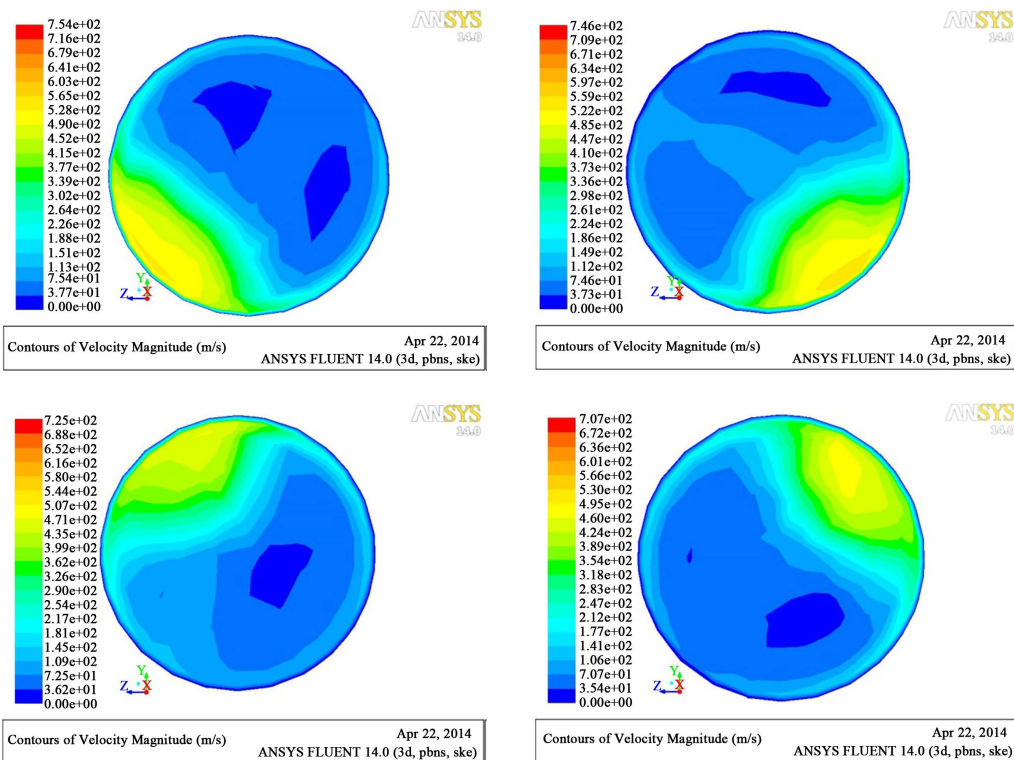 7.54e+02
7.16e+02
6.79e+02
6.41e+02
6.03e+02
5.65e+02
5.28e+02
4.90e+02
4.52e+02
4.15e+02
3.77e+02
3.39e+02
3.02e+02
2.64e+02
2.26e+02
1.88e+02
1.51e+02
1.13e+02
7.54e+01
3.77e+01
0.00e+00
ANSYS
14.0
Y
Z X
Contours of Velocity Magnitude (m/s)
Apr 22, 2014
ANSYS FLUENT 14.0 (3d, pbns, ske)
7.46e+02
7.09e+02
6.71e+02
6.34e+02
5.97e+02
5.59e+02
5.22e+02
4.85e+02
4.47e+02
4.10e+02
3.73e+02
3.36e+02
2.98e+02
2.61e+02
2.24e+02
1.86e+02
1.49e+02
1.12e+02
7.46e+01
3.73e+01
0.00e+00
ANSYS
14.0
Y
Z X
Contours of Velocity Magnitude (m/s)
Apr 22, 2014
ANSYS FLUENT 14.0 (3d, pbns, ske)
7.25e+02
6.88e+02
6.52e+02
6.16e+02
5.80e+02
5.44e+02
5.07e+02
4.71e+02
4.35e+02
3.99e+02
3.62e+02
3.26e+02
2.90e+02
2.54e+02
2.17e+02
1.81e+02
1.45e+02
1.09e+02
7.25e+01
3.62e+01
0.00e+00
ANSYS
14.0
Y
Z X
Contours of Velocity Magnitude (m/s)
Apr 22, 2014
ANSYS FLUENT 14.0 (3d, pbns, ske)
7.07e+02
6.72e+02
6.36e+02
6.01e+02
5.66e+02
5.30e+02
4.95e+02
4.60e+02
4.24e+02
3.89e+02
3.54e+02
3.18e+02
2.83e+02
2.47e+02
2.12e+02
1.77e+02
1.41e+02
1.06e+02
7.07e+01
3.54e+01
0.00e+00
ANSYS
14.0
Y
Z X
Contours of Velocity Magnitude (m/s)
Apr 22, 2014
ANSYS FLUENT 14.0 (3d, pbns, ske)